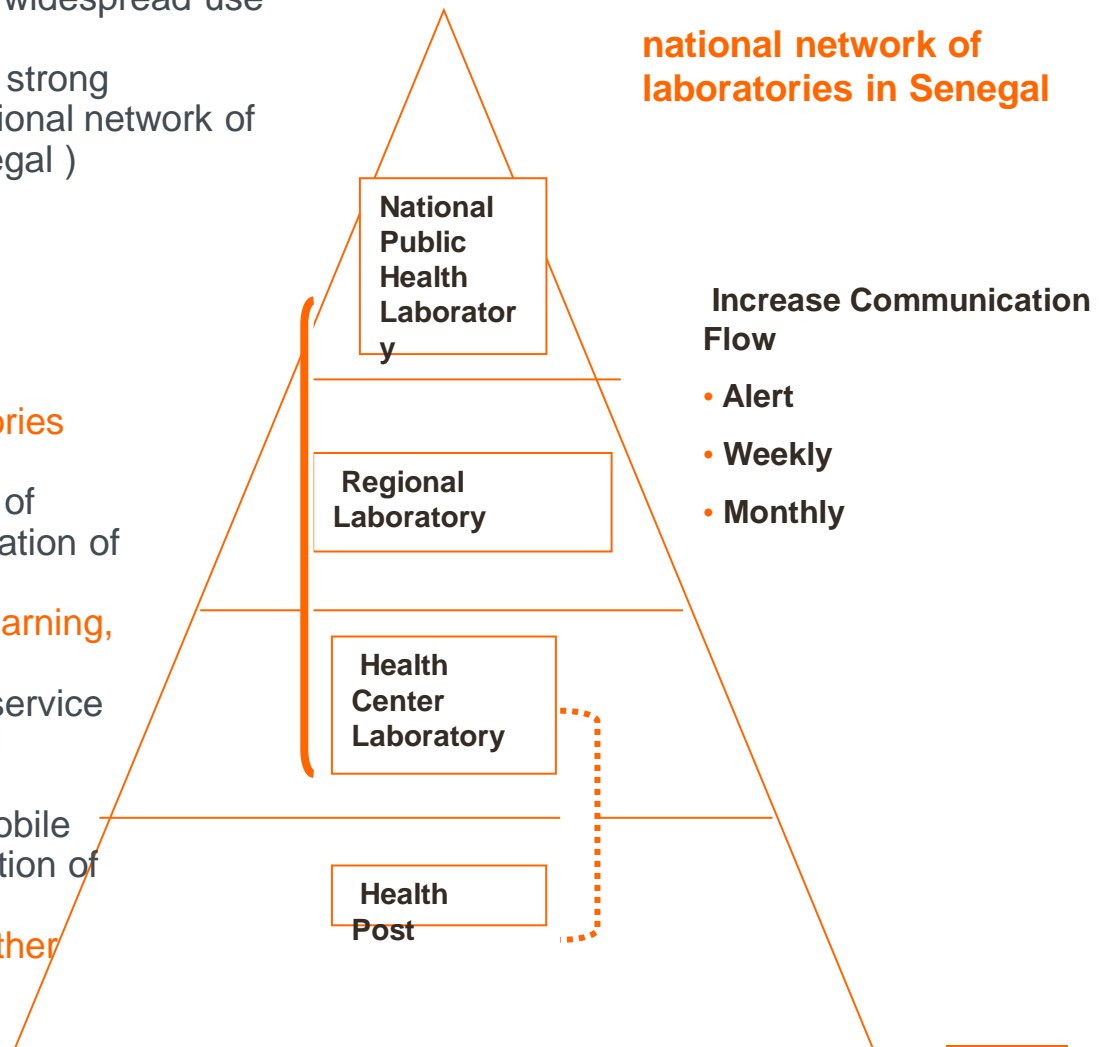 widespread use
strong
ional network of
egal )
ories
of
ation of
arning,
service
obile
tion of
ther
national network of
laboratories in Senegal
National
Public
Health
Laborator
y
Regional
Laboratory
Health
Center
Laboratory
Health
Post
Increase Communication
Flow
• Alert
• Weekly
• Monthly